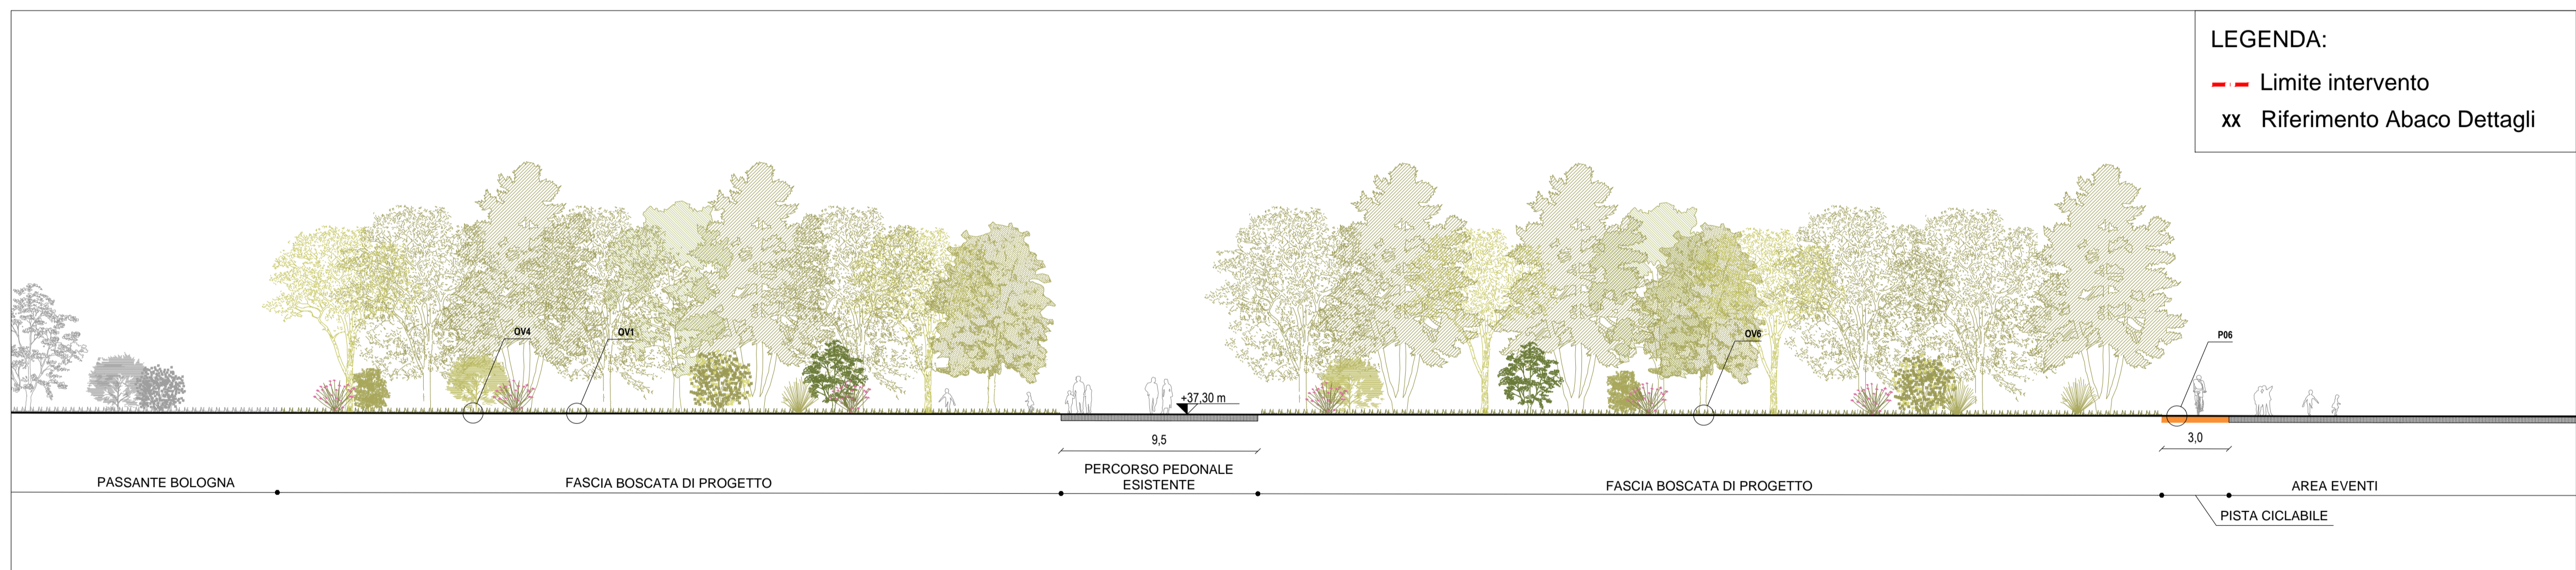 LEGENDA:
Limite intervento
xx Riferimento Abaco Dettagli
OV4
OV1
OV6
P06
+37,30 m
9,5
3,0
PASSANTE BOLOGNA
FASCIA BOSCATA DI PROGETTO
PERCORSO PEDONALE
ESISTENTE
FASCIA BOSCATA DI PROGETTO
AREA EVENTI
PISTA CICLABILE